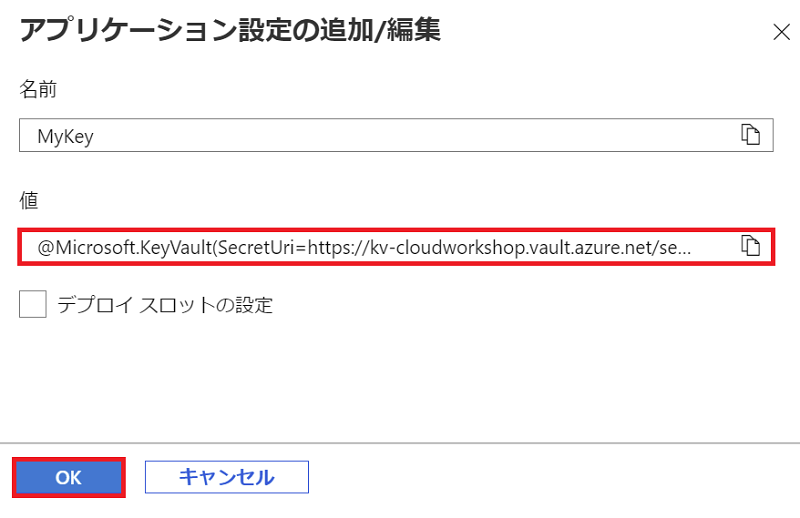 アプリケーション設定の追加/編集
名前
MyKey
値
@Microsoft.KeyVault(SecretUri=https://kv-cloudworkshop.vault.azure.net/se...
デプロイ スロットの設定
OK
キャンセル